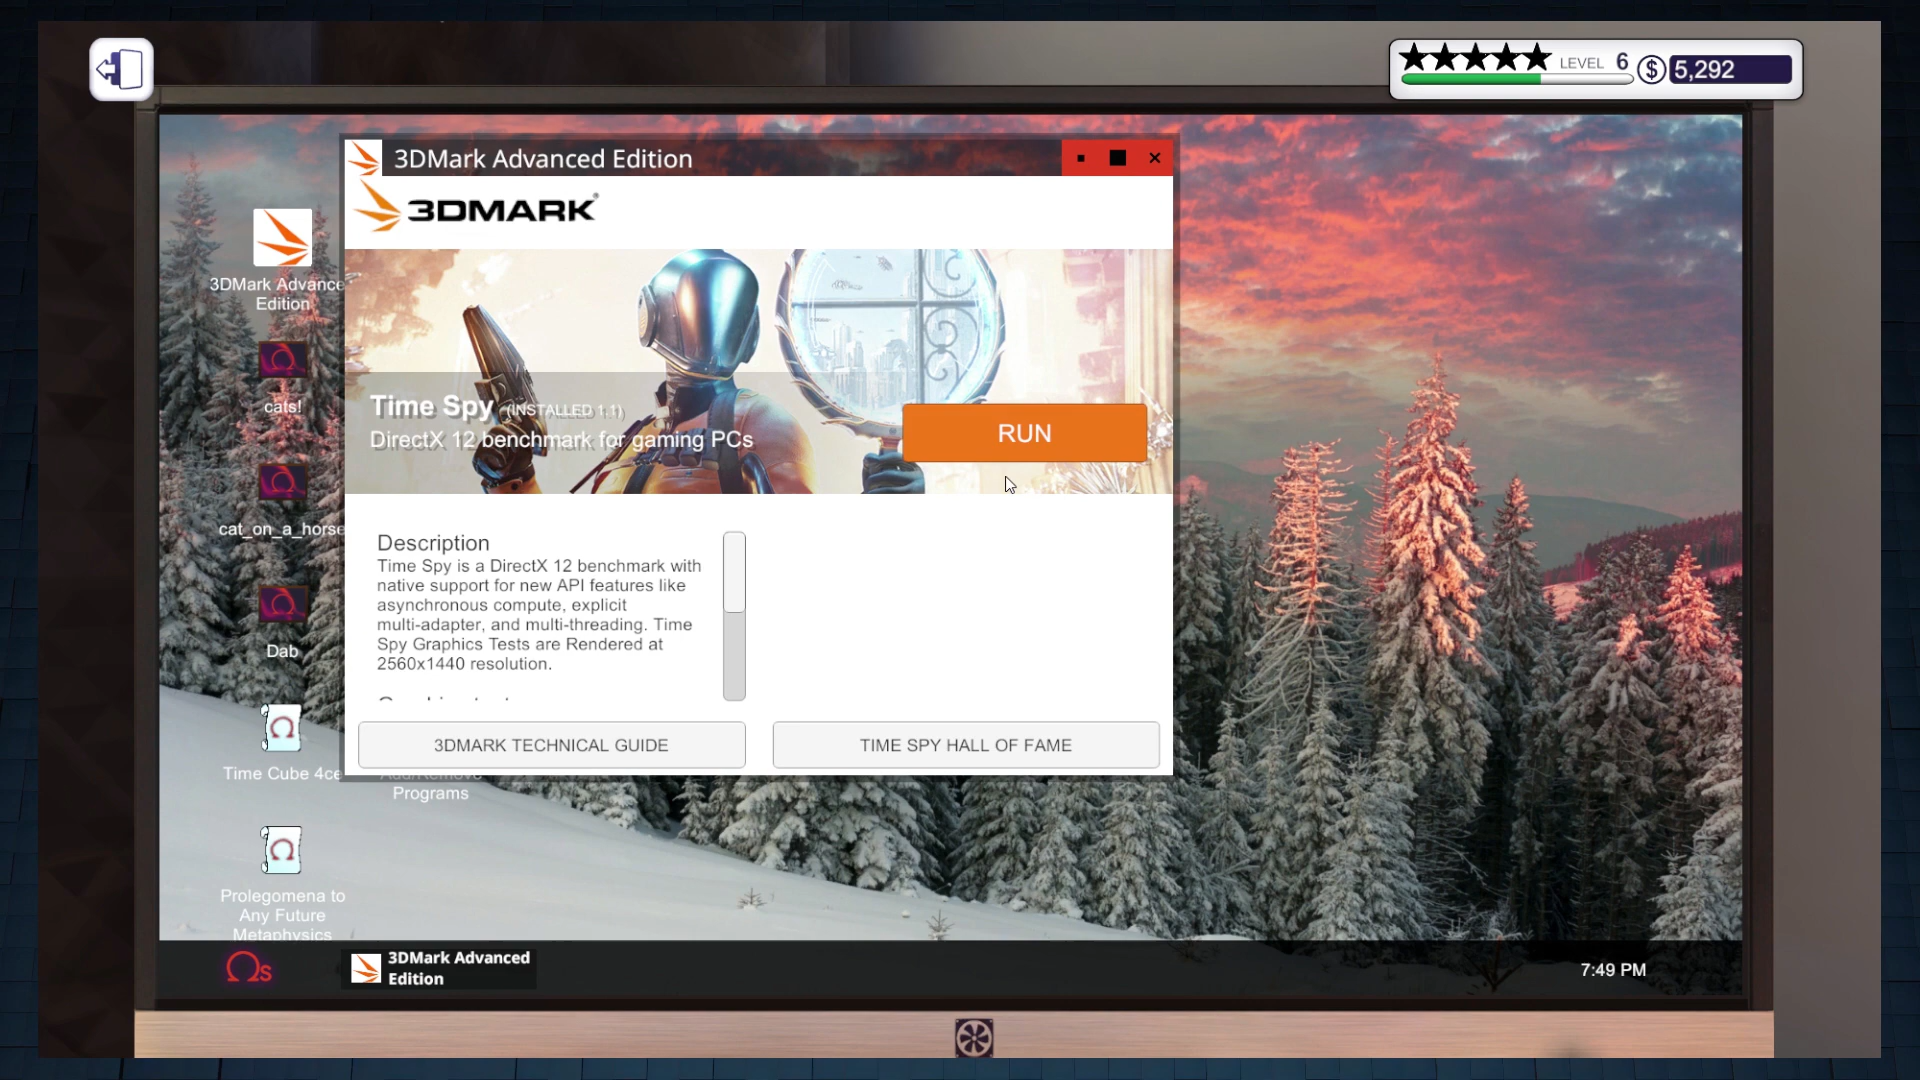 LEVEL 6 $ 5,292
3DMark Advanced Edition
3DMARK
3DMark Advance
Edition
cats!
Time Spy (INSTALLED 1.1)
DirectX 12 benchmark for gaming PCs
RUN
cat_on_a_horse
Description
Time Spy is a DirectX 12 benchmark with
native support for new API features like
asynchronous compute, explicit
multi-adapter, and multi-threading. Time
Spy Graphics Tests are Rendered at
2560x1440 resolution.
Dab
3DMARK TECHNICAL GUIDE
TIME SPY HALL OF FAME
Time Cube 4ce
Add/Remove
Programs
Prolegomena to
Any Future
Metaphysics
Ωs
3DMark Advanced
Edition
7:49 PM